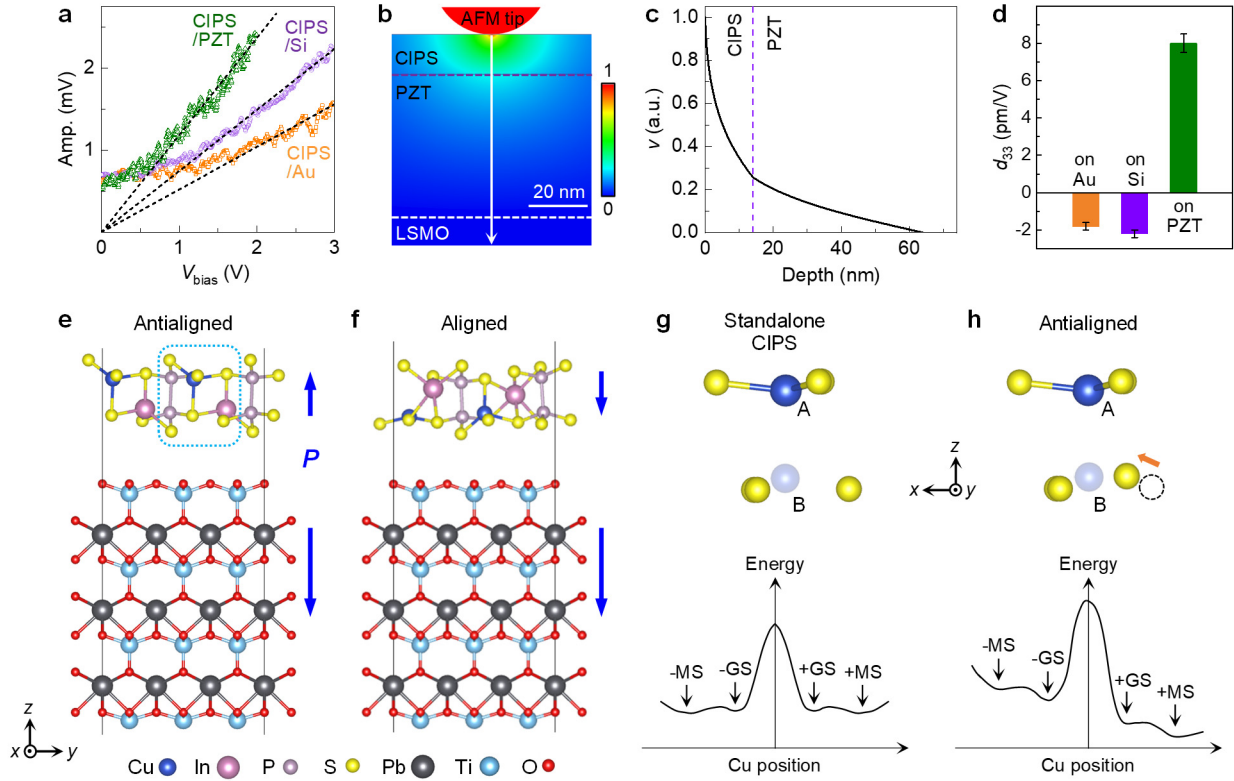 a
CIPS
/PZT
CIPS
/Si
CIPS
/Au
Amp. (mV)
2
1
0
0
1
2
3
V_bias (V)
b
AFM tip
CIPS
PZT
LSMO
20 nm
1
0
c
CIPS
PZT
v (a.u.)
1.0
0.8
0.6
0.4
0.2
0.0
0
20
40
60
Depth (nm)
d
d_33 (pm/V)
8
6
4
2
0
-2
on
Au
on
Si
on
PZT
e
Antialigned
P
f
Aligned
g
Standalone
CIPS
A
B
h
Antialigned
A
B
z
x
y
Energy
-MS
-GS
+GS
+MS
Cu position
Energy
-MS
-GS
+GS
+MS
Cu position
z
x
y
Cu
In
P
S
Pb
Ti
O